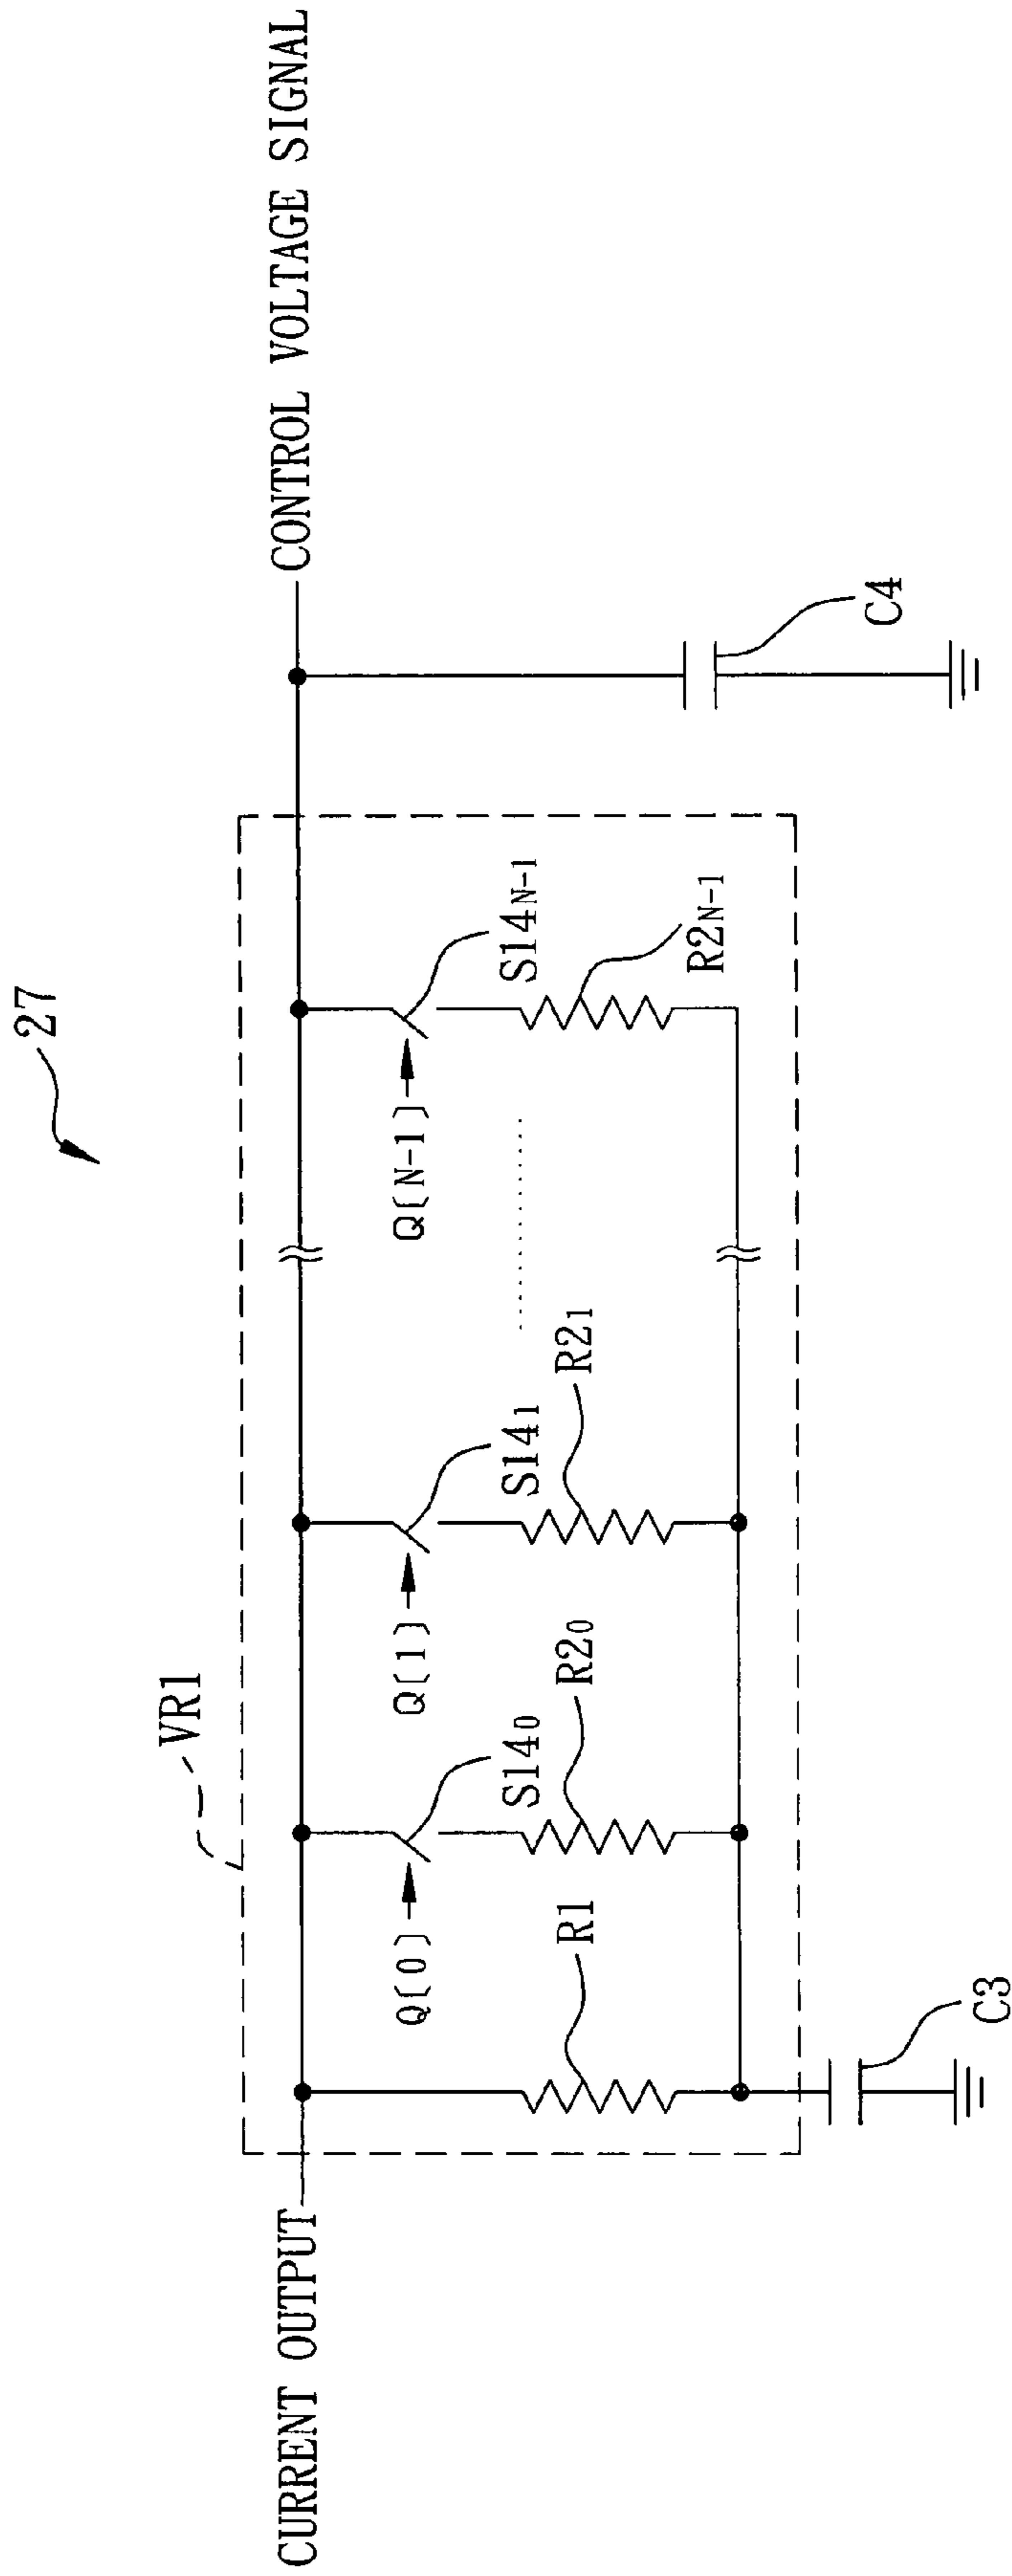 27
VR1
CURRENT OUTPUT
CONTROL VOLTAGE SIGNAL
Q(0)
S14₀
Q(1)
S14₁
Q(N-1)
S14N-1
R1
R2₀
R2₁
R2N-1
C3
C4